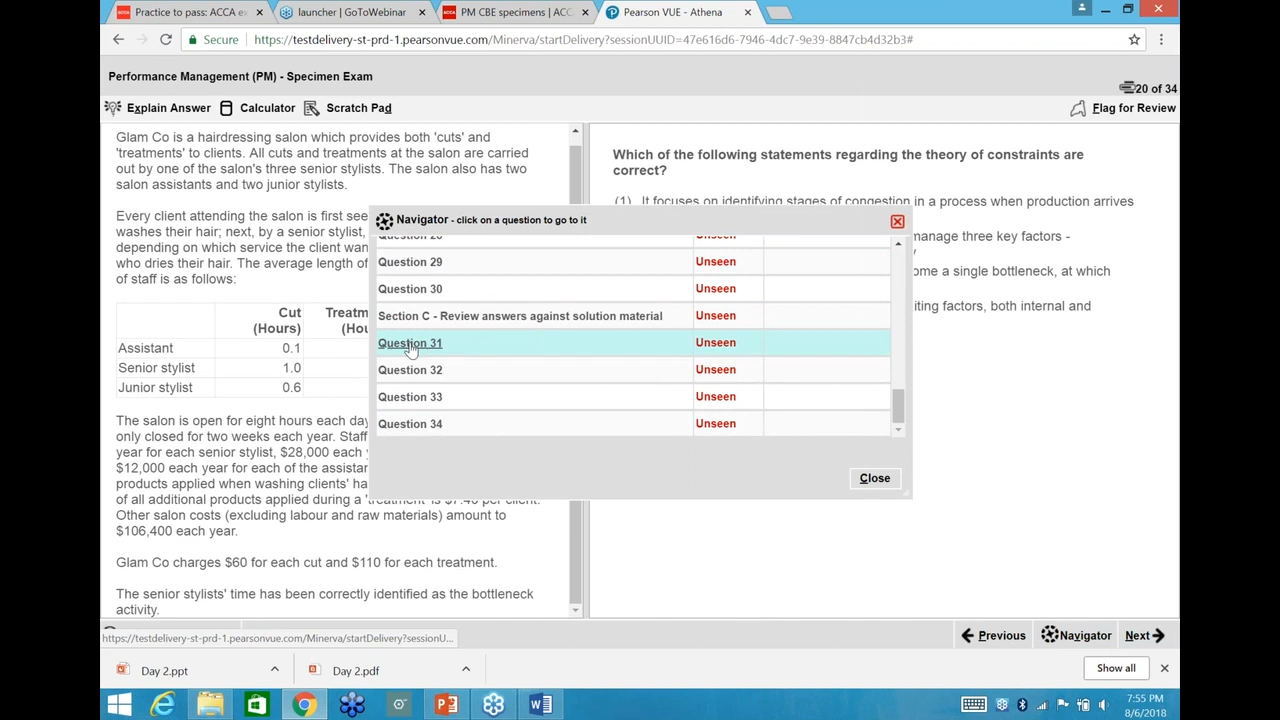 Practice to pass: ACCA ex
launcher | GoToWebinar
PM CBE specimens | ACC
Pearson VUE - Athena
Secure
https://testdelivery-st-prd-1.pearsonvue.com/Minerva/startDelivery?sessionUUID=47e616d6-7946-4dc7-9e39-8847cb4d32b3#
Performance Management (PM) - Specimen Exam
20 of 34
Explain Answer
Calculator
Scratch Pad
Flag for Review
Glam Co is a hairdressing salon which provides both 'cuts' and
'treatments' to clients. All cuts and treatments at the salon are carried
out by one of the salon's three senior stylists. The salon also has two
salon assistants and two junior stylists.
Every client attending the salon is first see
washes their hair; next, by a senior stylist,
depending on which service the client wan
who dries their hair. The average length of
of staff is as follows:
Cut Treatm
(Hours) (Hou
Assistant 0.1
Senior stylist 1.0
Junior stylist 0.6
The salon is open for eight hours each day
only closed for two weeks each year. Staff
year for each senior stylist, $28,000 each y
$12,000 each year for each of the assistan
products applied when washing clients' ha
of all additional products applied during a 'treatment' is $7.40 per client.
Other salon costs (excluding labour and raw materials) amount to
$106,400 each year.
Glam Co charges $60 for each cut and $110 for each treatment.
The senior stylists' time has been correctly identified as the bottleneck
activity.
Which of the following statements regarding the theory of constraints are
correct?
(1) It focuses on identifying stages of congestion in a process when production arrives
manage three key factors -
ome a single bottleneck, at which
iting factors, both internal and
Navigator - click on a question to go to it
Question 28 Unseen
Question 29 Unseen
Question 30 Unseen
Section C - Review answers against solution material Unseen
Question 31 Unseen
Question 32 Unseen
Question 33 Unseen
Question 34 Unseen
Close
https://testdelivery-st-prd-1.pearsonvue.com/Minerva/startDelivery?sessionU...
Previous
Navigator
Next
Day 2.ppt
Day 2.pdf
Show all
7:55 PM
8/6/2018